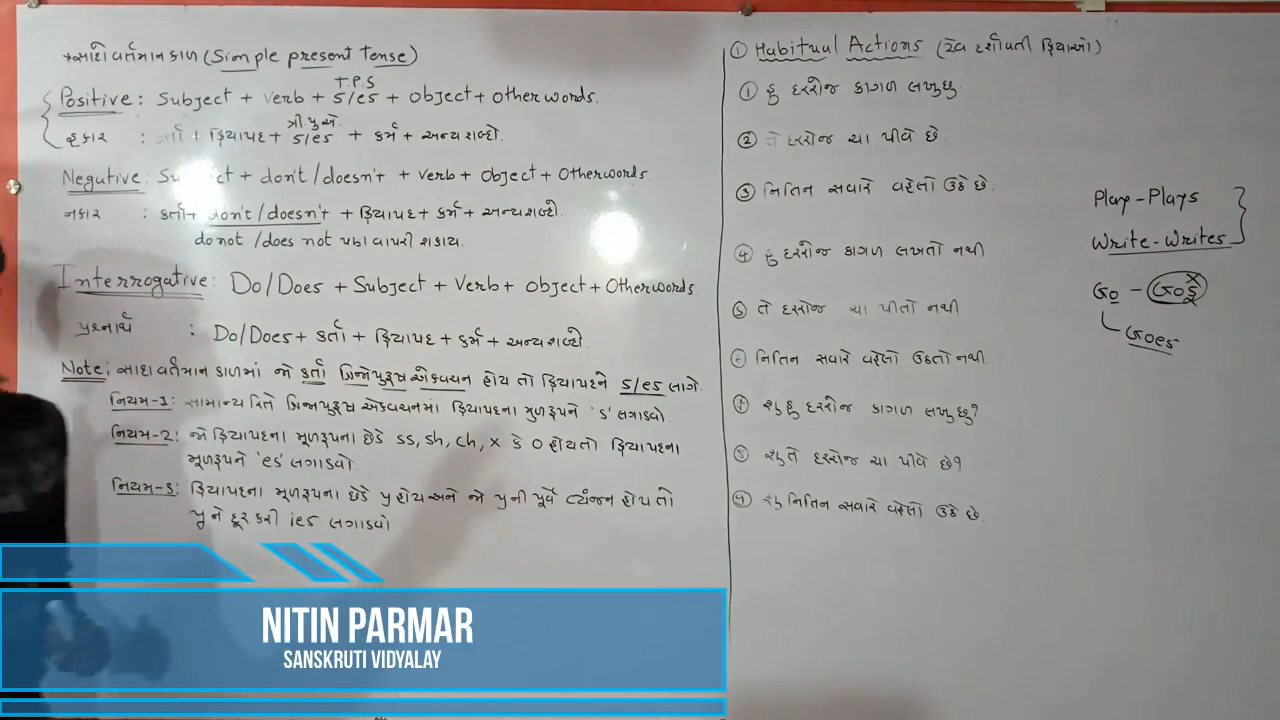 * સાદો વર્તમાન કાળ (Simple present Tense)
T.P.S
Positive : Subject + verb + s/es + object + Other words.
ત્રી પુ એ.
હકાર : કર્તા + ક્રિયાપદ + s/es + કર્મ + અન્ય શબ્દો.
Negutive : + don't/doesn't + verb + object + Otherwords
નકાર : કર્તા + don't/doesn't + ક્રિયાપદ + કર્મ + અન્ય શબ્દો.
do not /does not પણ વાપરી શકાય.
Interrogative : Do/Does + Subject + Verb + object + Otherwords
પ્રશ્નાર્થ : Do/Does + કર્તા + ક્રિયાપદ + કર્મ + અન્ય શબ્દો.
Note : સાદા વર્તમાન કાળમાં જો કર્તા ત્રિજોપુરૂષ એકવચન હોય તો ક્રિયાપદને s/es લાગે.
નિયમ-1: સામાન્ય રિતે ત્રિજાપુરૂષ એકવચનમાં ક્રિયાપદના મુળરૂપને 's' લગાડવો.
નિયમ-2: જો ક્રિયાપદના મૂળરૂપના છેડે ss, sh, ch, x કે o હોય તો ક્રિયાપદના
મૂળરૂપને 'es' લગાડવો.
નિયમ-3: ક્રિયાપદના મૂળરૂપના છેડે y હોય અને જો y ની પૂર્વે વ્યંજન હોય તો
y ને દૂર કરી ies લગાડવો
① Habitual Actions (ટેવ દર્શાવતી ક્રિયાઓ)
① હુ દરરોજ કાગળ લખુછુ.
② તે દરરોજ ચા પીવે છે.
③ નિતિન સવારે વહેલો ઉઠે છે.
④ હુ દરરોજ કાગળ લખતો નથી
⑤ તે દરરોજ ચા પીતો નથી
⑥ નિતિન સવારે વહેલો ઉઠતો નથી.
⑦ શુ હુ દરરોજ કાગળ લખુ છુ?
⑧ શુ તે દરરોજ ચા પીવે છે?
⑨ શુ નિતિન સવારે વહેલો ઉઠે છે.
Play - Plays
Write - Writes
Go - Gos
Goes
NITIN PARMAR
SANSKRUTI VIDYALAY